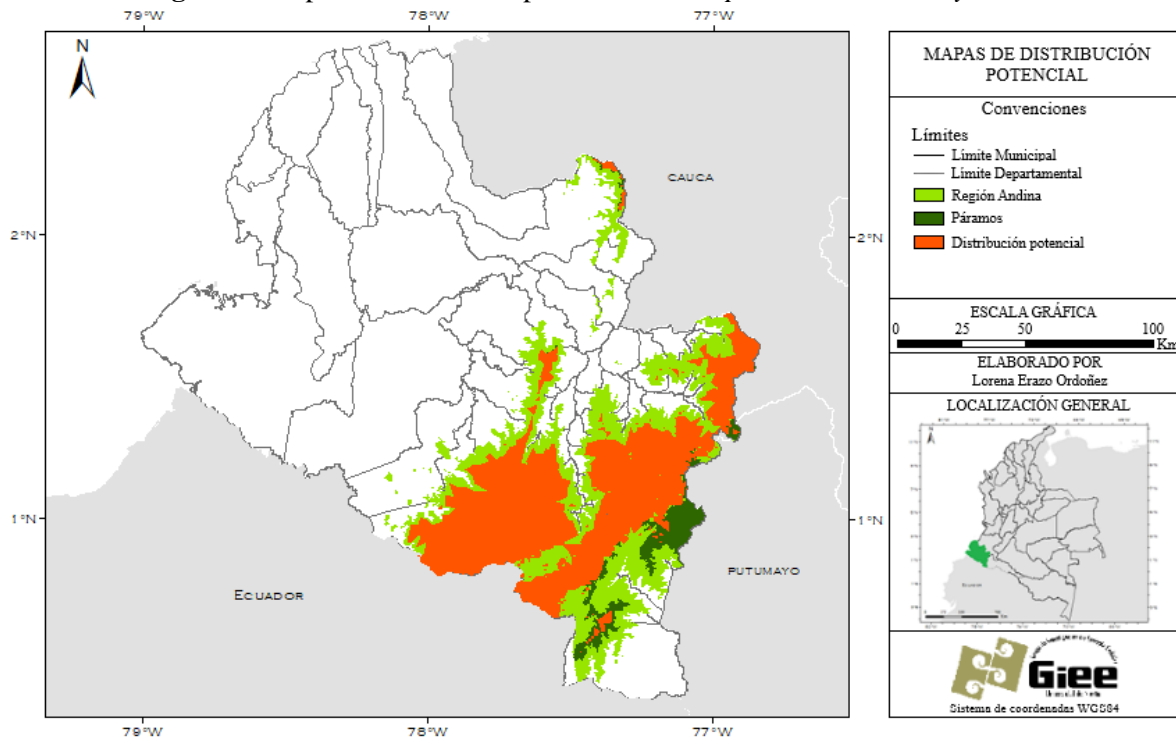 79°W
78°W
77°W
N
CAUCA
2°N
2°N
1°N
1°N
ECUADOR
PUTUMAYO
79°W
78°W
77°W
MAPAS DE DISTRIBUCIÓN
POTENCIAL
Convenciones
Límites
Límite Municipal
Límite Departamental
Región Andina
Páramos
Distribución potencial
ESCALA GRÁFICA
0 25 50 100
Km
ELABORADO POR
Lorena Erazo Ordoñez
LOCALIZACIÓN GENERAL
N
Ecuador
Giee
Sistema de coordenadas WGS84